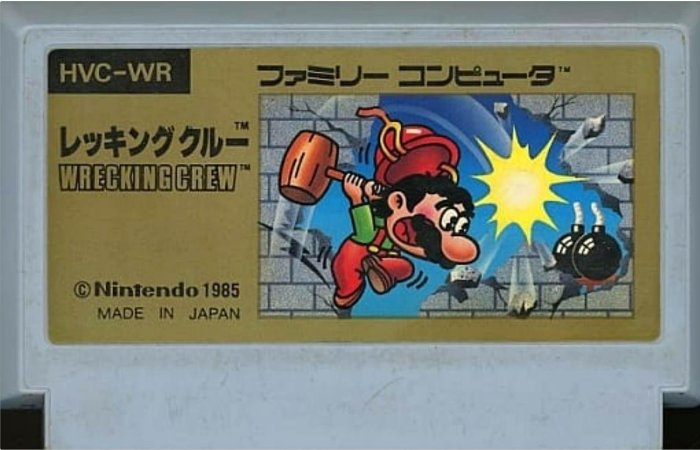 HVC-WR
ファミリー コンピュータ™
レッキングクルー™
WRECKING CREW™
©Nintendo 1985
MADE IN JAPAN